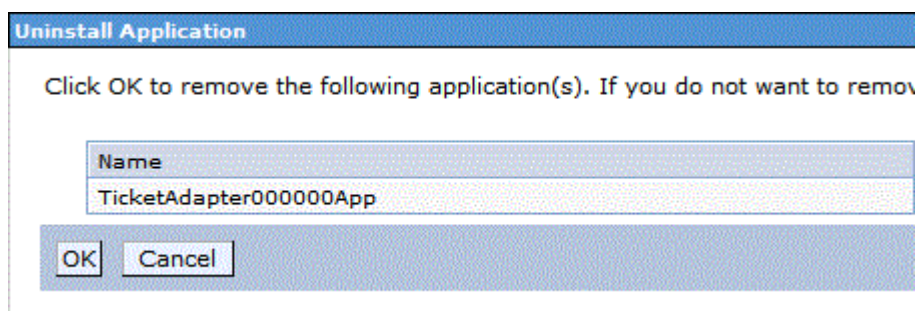 Uninstall Application
Click OK to remove the following application(s). If you do not want to
Name
TicketAdapter000000App
OK Cancel